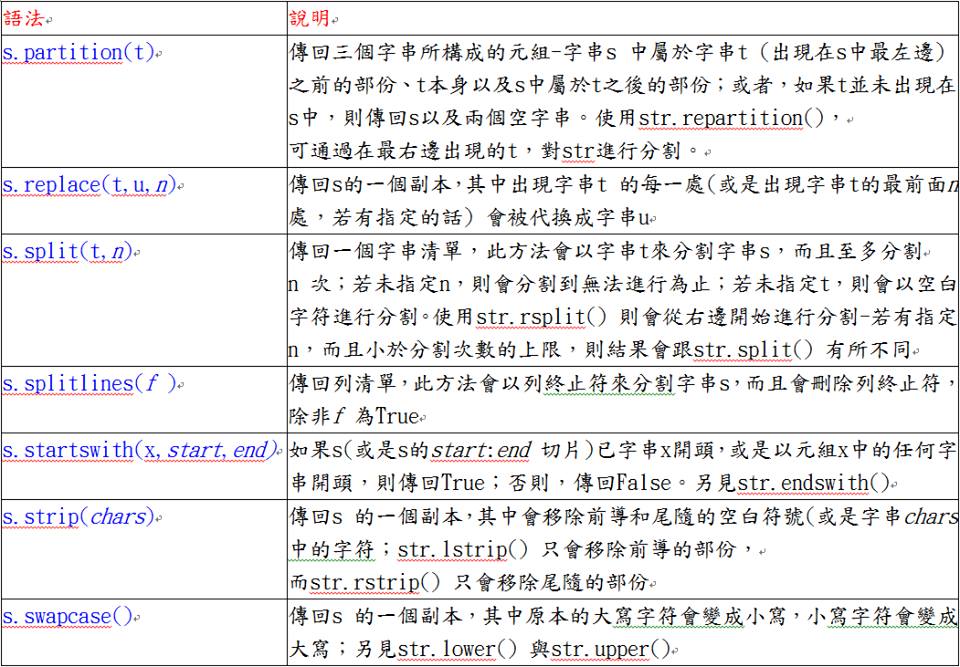 語法
說明
s.partition(t)
傳回三個字串所構成的元組-字串s 中屬於字串t (出現在s中最左邊)
之前的部份、t本身以及s中屬於t之後的部份；或者，如果t並未出現在
s中，則傳回s以及兩個空字串。使用str.repartition()，
可通過在最右邊出現的t，對str進行分割。
s.replace(t,u,n)
傳回s的一個副本，其中出現字串t 的每一處(或是出現字串t的最前面n
處，若有指定的話) 會被代換成字串u
s.split(t,n)
傳回一個字串清單，此方法會以字串t來分割字串s，而且至多分割
n 次；若未指定n，則會分割到無法進行為止；若未指定t，則會以空白
字符進行分割。使用str.rsplit() 則會從右邊開始進行分割-若有指定
n，而且小於分割次數的上限，則結果會跟str.split() 有所不同
s.splitlines(f )
傳回列清單，此方法會以列終止符來分割字串s，而且會刪除列終止符，
除非f 為True
s.startswith(x,start,end)
如果s(或是s的start:end 切片)已字串x開頭，或是以元組x中的任何字
串開頭，則傳回True；否則，傳回False。另見str.endswith()
s.strip(chars)
傳回s 的一個副本，其中會移除前導和尾隨的空白符號(或是字串chars
中的字符；str.lstrip() 只會移除前導的部份，
而str.rstrip() 只會移除尾隨的部份
s.swapcase()
傳回s 的一個副本，其中原本的大寫字符會變成小寫，小寫字符會變成
大寫；另見str.lower() 與str.upper()